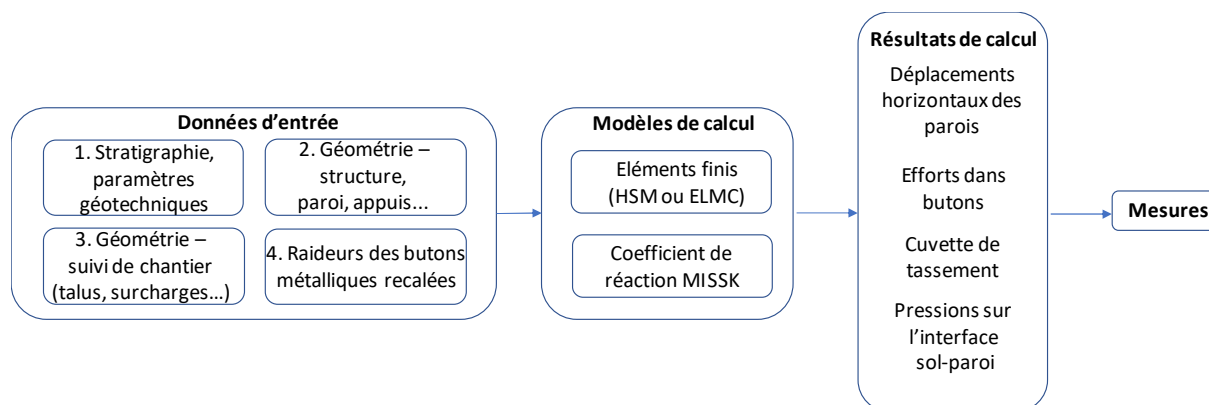 Données d’entrée
1. Stratigraphie,
paramètres
géotechniques
2. Géométrie –
structure,
paroi, appuis...
3. Géométrie –
suivi de chantier
(talus, surcharges…)
4. Raideurs des butons
métalliques recalées
Modèles de calcul
Eléments finis
(HSM ou ELMC)
Coefficient de
réaction MISSK
Résultats de calcul
Déplacements
horizontaux des
parois
Efforts dans
butons
Cuvette de
tassement
Pressions sur
l’interface
sol-paroi
Mesures